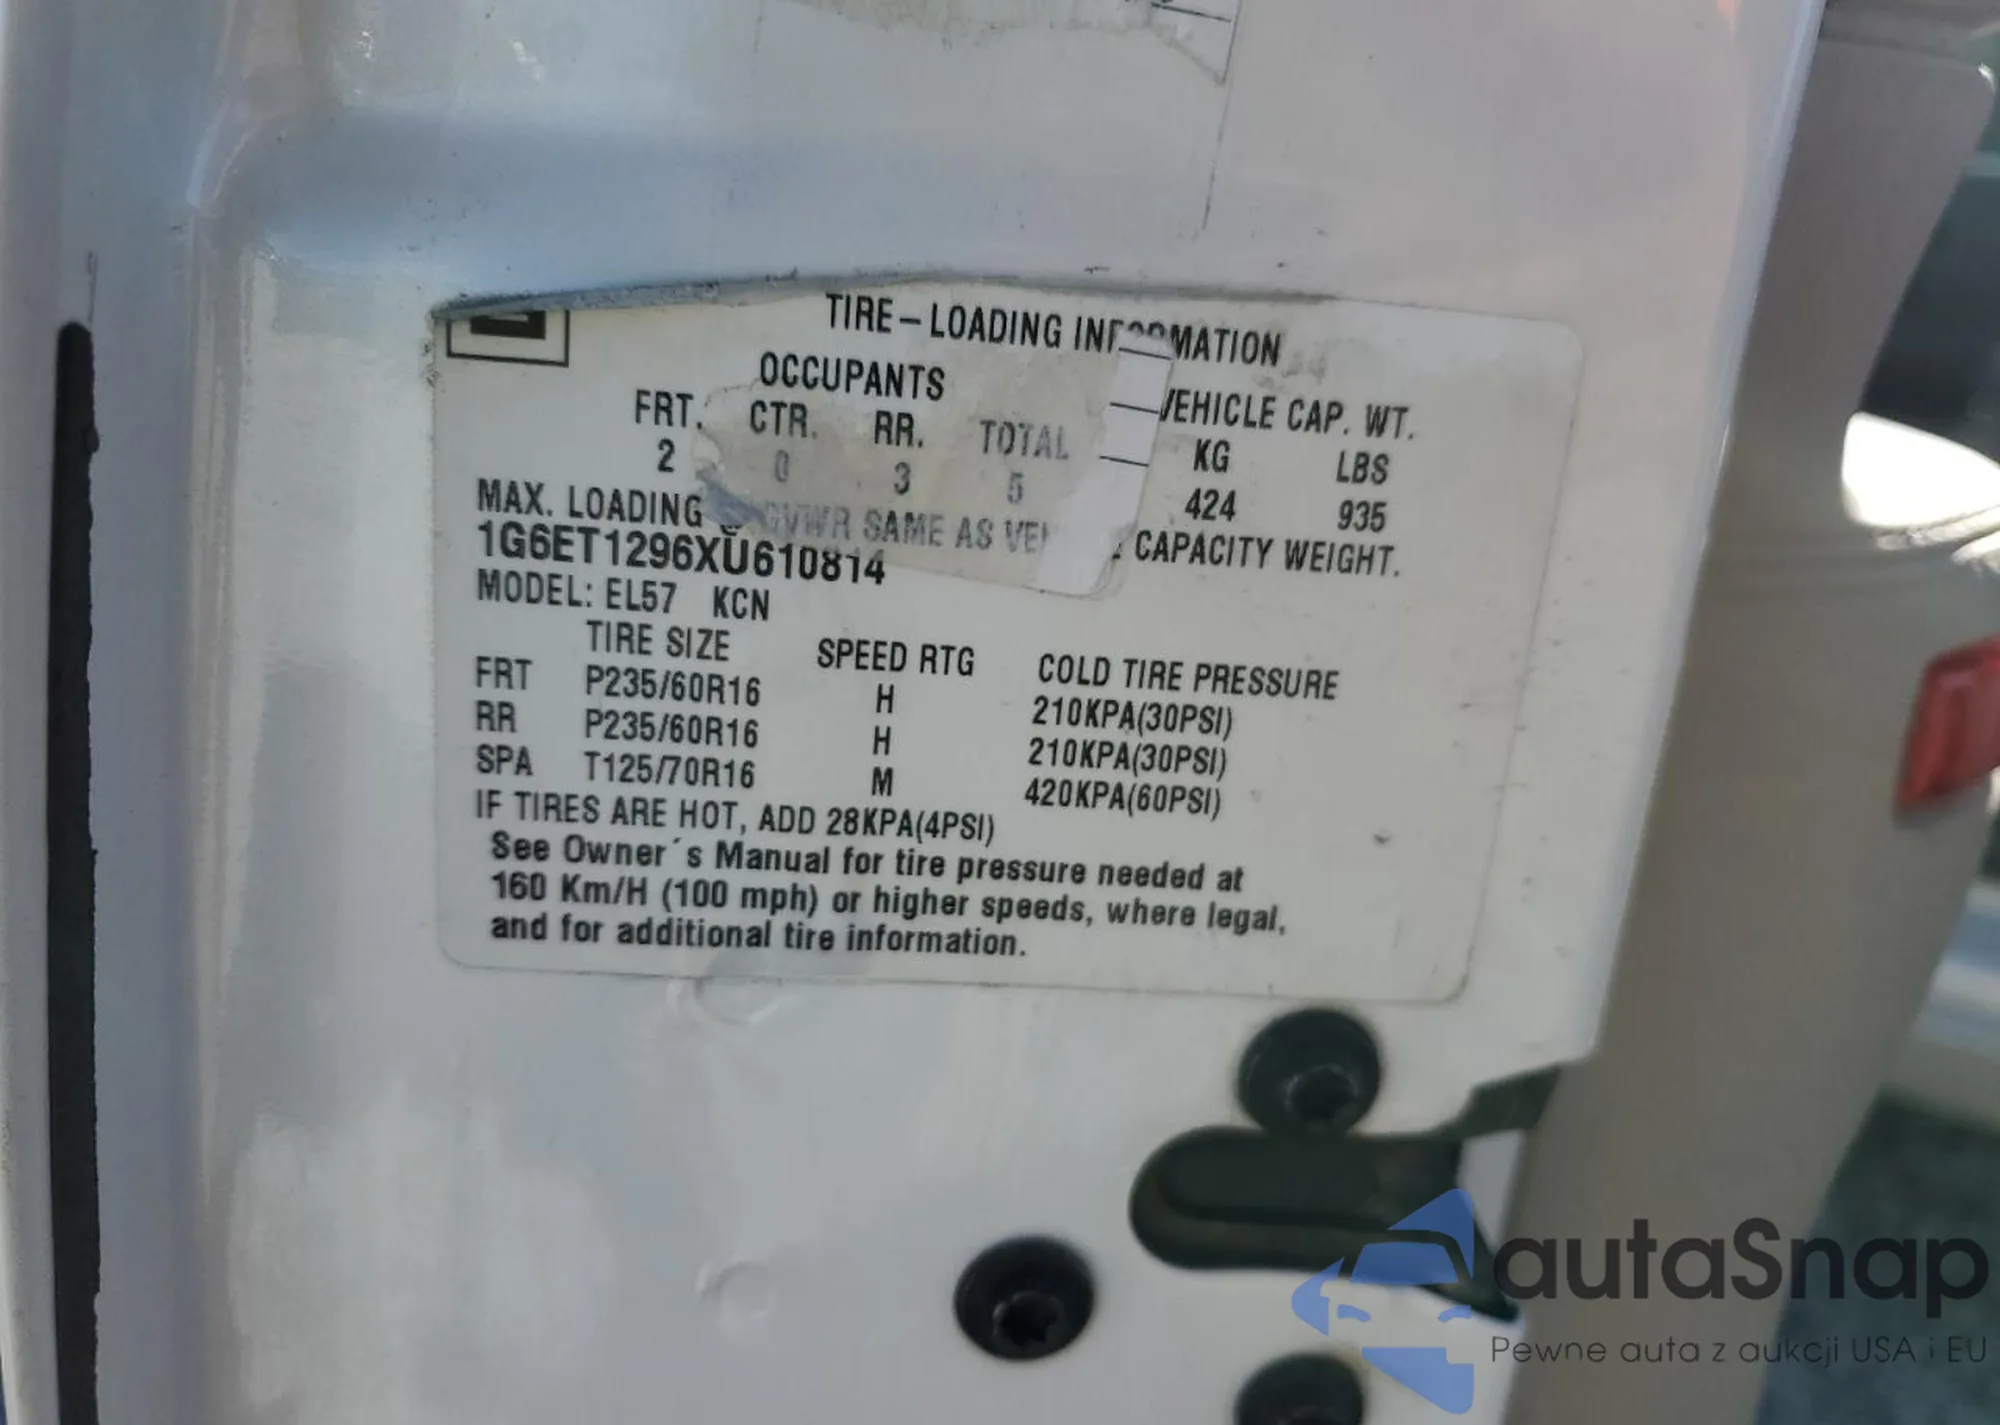 TIRE-LOADING INFORMATION
OCCUPANTS VEHICLE CAP. WT.
FRT. CTR. RR. TOTAL KG LBS
2 0 3 5 424 935
MAX. LOADING GVWR SAME AS CAPACITY WEIGHT.
1G6ET1296XU610814
MODEL: EL57 KCN
TIRE SIZE SPEED RTG COLD TIRE PRESSURE
FRT P235/60R16 H 210KPA(30PSI)
RR P235/60R16 H 210KPA(30PSI)
SPA T125/70R16 M 420KPA(60PSI)
IF TIRES ARE HOT, ADD 28KPA(4PSI)
See Owner´s Manual for tire pressure needed at
160 Km/H (100 mph) or higher speeds, where legal,
and for additional tire information.
autaSnap
Pewne auta z aukcji USA i EU